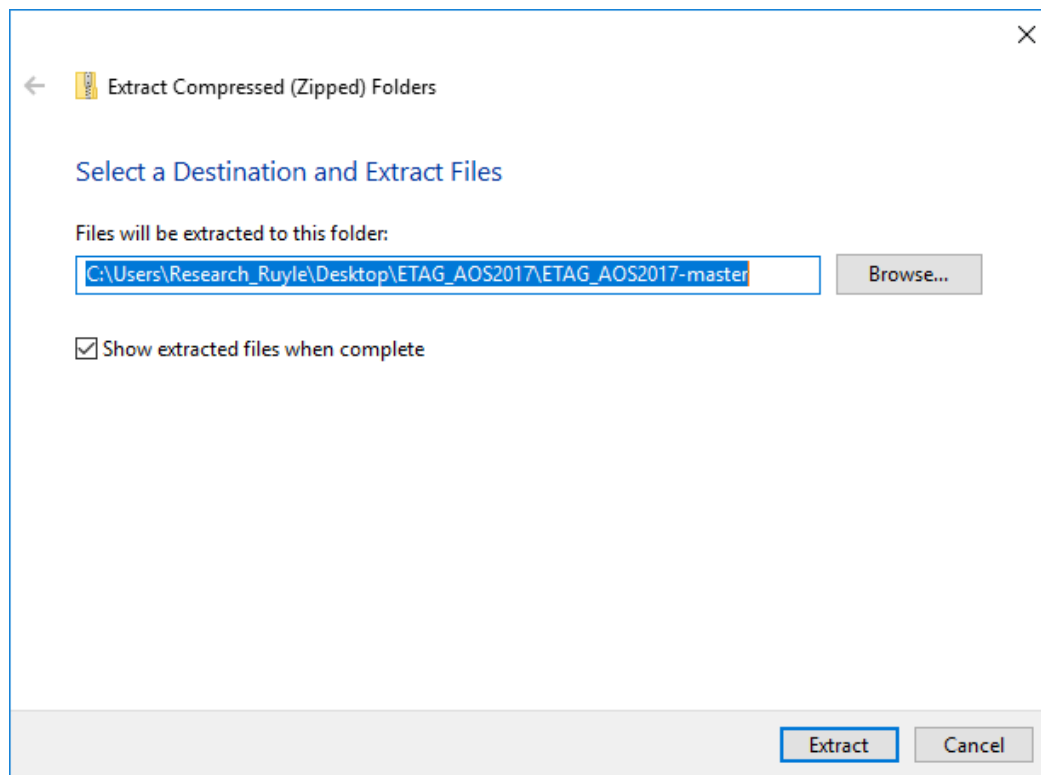 Extract Compressed (Zipped) Folders
Select a Destination and Extract Files
Files will be extracted to this folder:
C:\Users\Research_Ruyle\Desktop\ETAG_AOS2017\ETAG_AOS2017-master
Browse...
Show extracted files when complete
Extract
Cancel